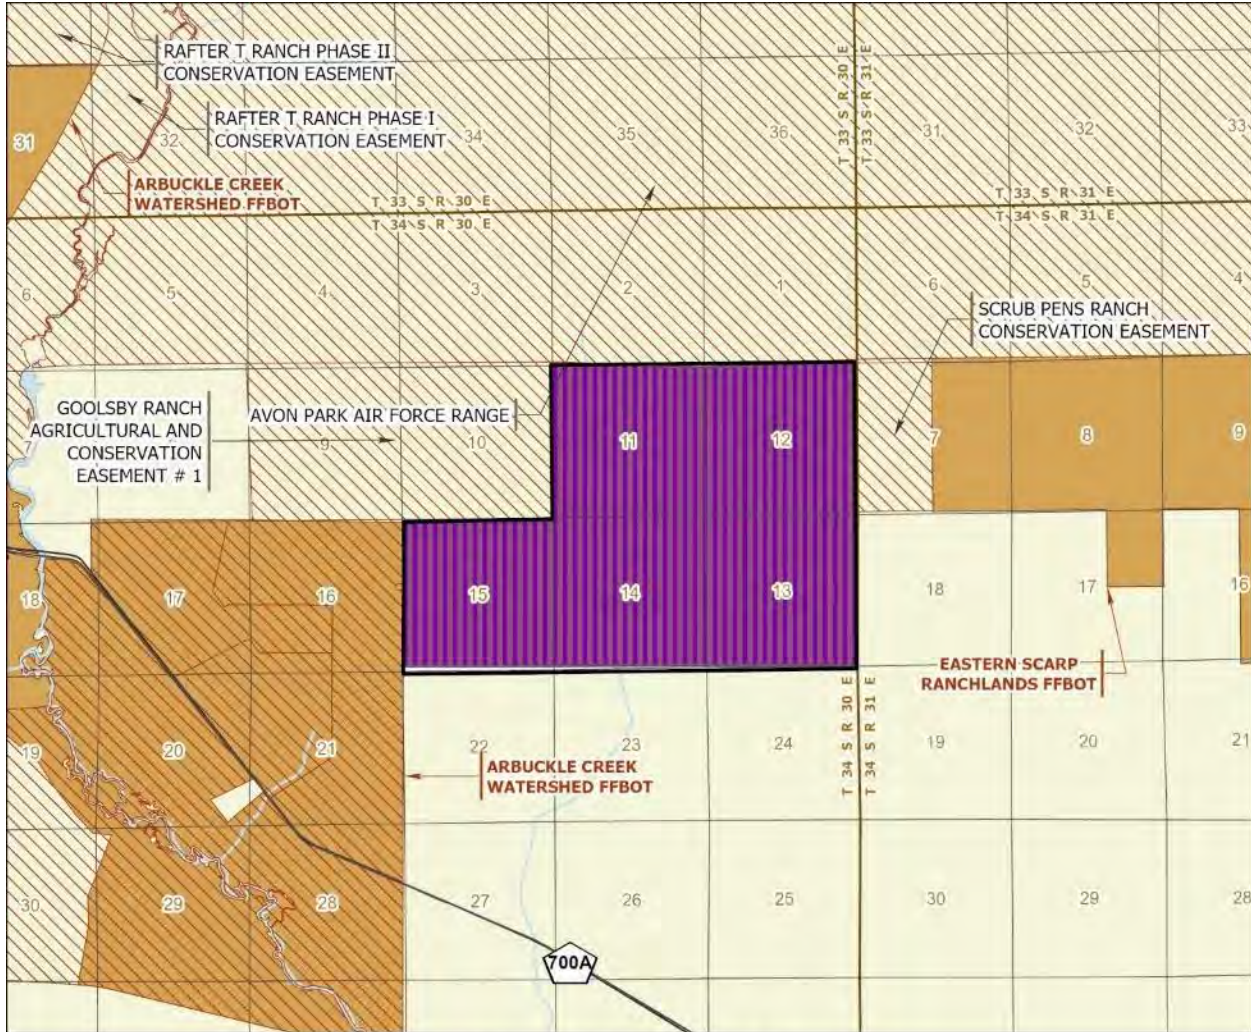 RAFTER T RANCH PHASE II
CONSERVATION EASEMENT
RAFTER T RANCH PHASE I
CONSERVATION EASEMENT
31
32
34
35
36
31
32
33
T 33 S R 30 E
T 33 S R 31 E
ARBUCKLE CREEK
WATERSHED FFBOT
T 33 S R 30 E
T 34 S R 30 E
T 33 S R 31 E
T 34 S R 31 E
6
5
4
3
2
1
6
5
4
SCRUB PENS RANCH
CONSERVATION EASEMENT
GOOLSBY RANCH
AGRICULTURAL AND
CONSERVATION
EASEMENT # 1
AVON PARK AIR FORCE RANGE
7
9
10
11
12
7
8
9
18
17
16
15
14
13
18
17
16
EASTERN SCARP
RANCHLANDS FFBOT
T 34 S R 30 E
T 34 S R 31 E
19
20
21
22
23
24
19
20
21
ARBUCKLE CREEK
WATERSHED FFBOT
30
29
28
27
26
25
30
29
28
700A